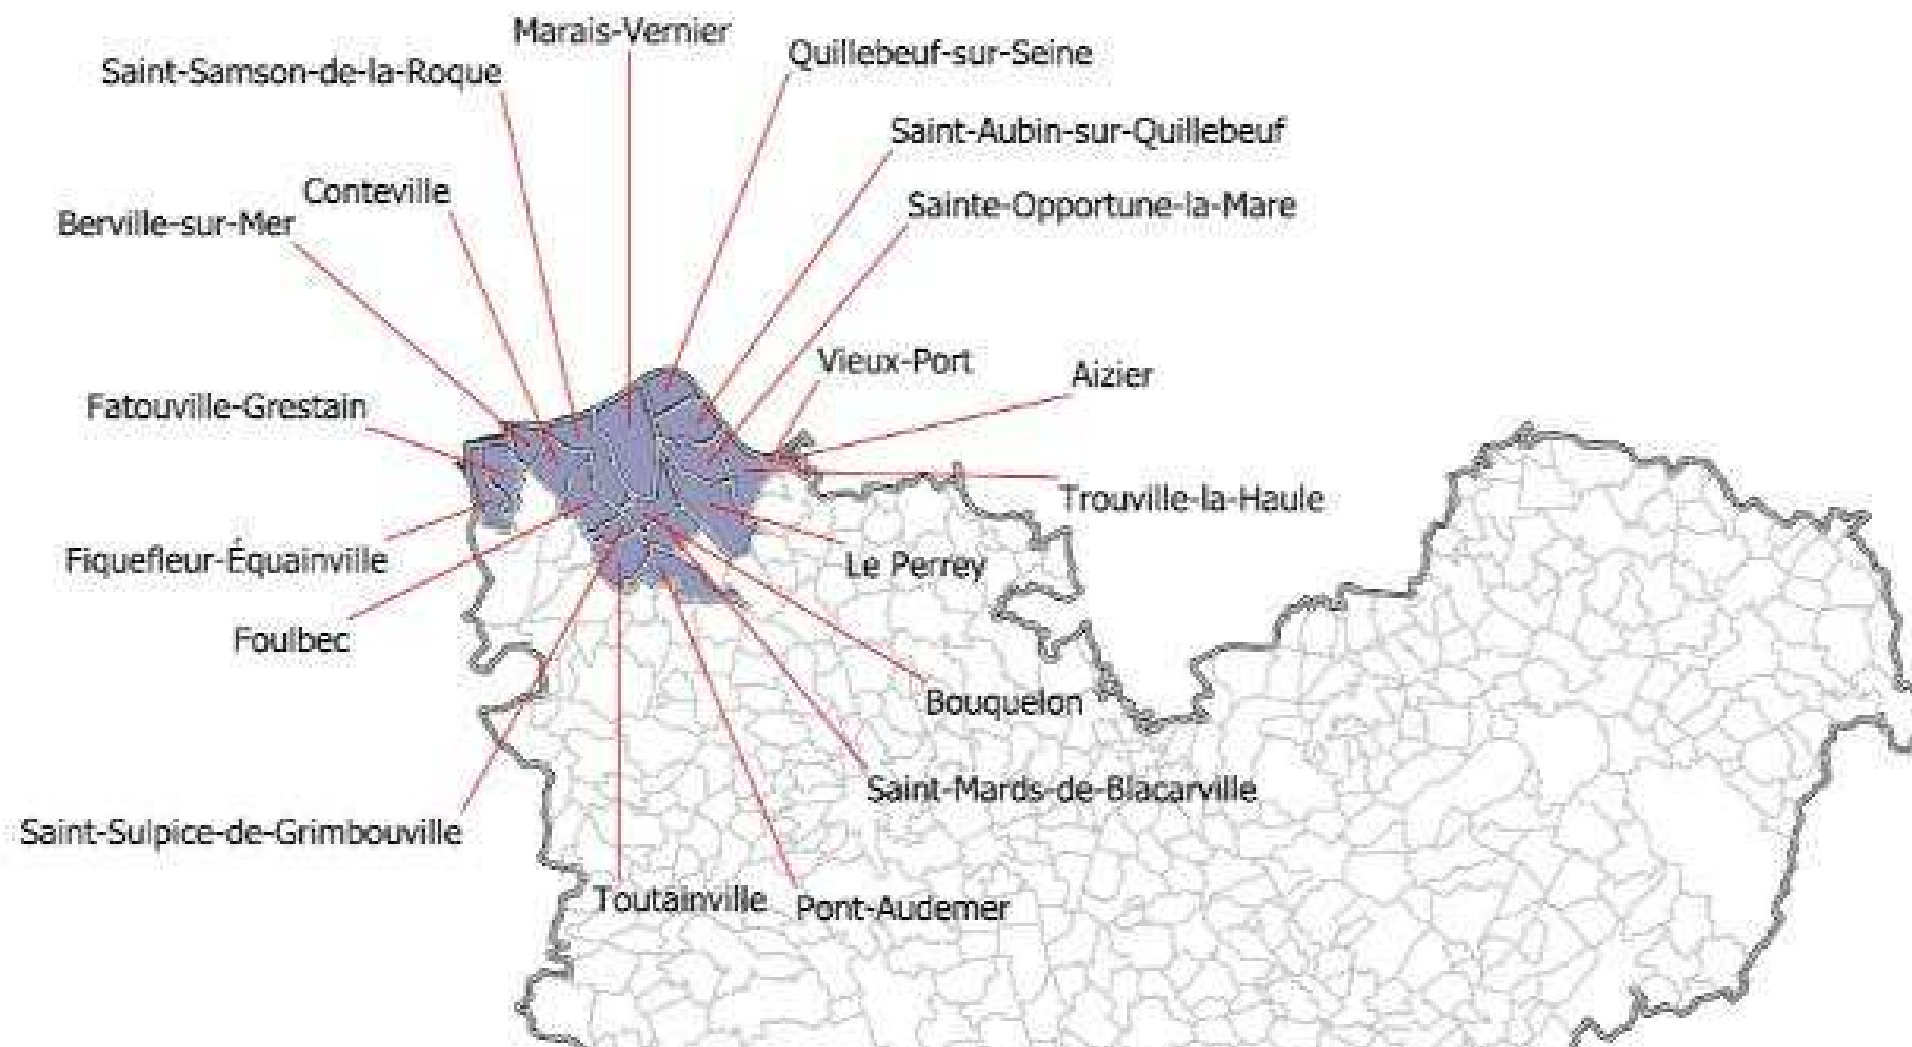 Marais-Vernier
Quillebeuf-sur-Seine
Saint-Samson-de-la-Roque
Saint-Aubin-sur-Quillebeuf
Conteville
Sainte-Opportune-la-Mare
Berville-sur-Mer
Vieux-Port
Aizier
Fatouville-Grestain
Trouville-la-Haule
Fiquefleur-Équainville
Le Perrey
Foulbec
Bouquelon
Saint-Mards-de-Blacarville
Saint-Sulpice-de-Grimbouville
Toutainville
Pont-Audemer